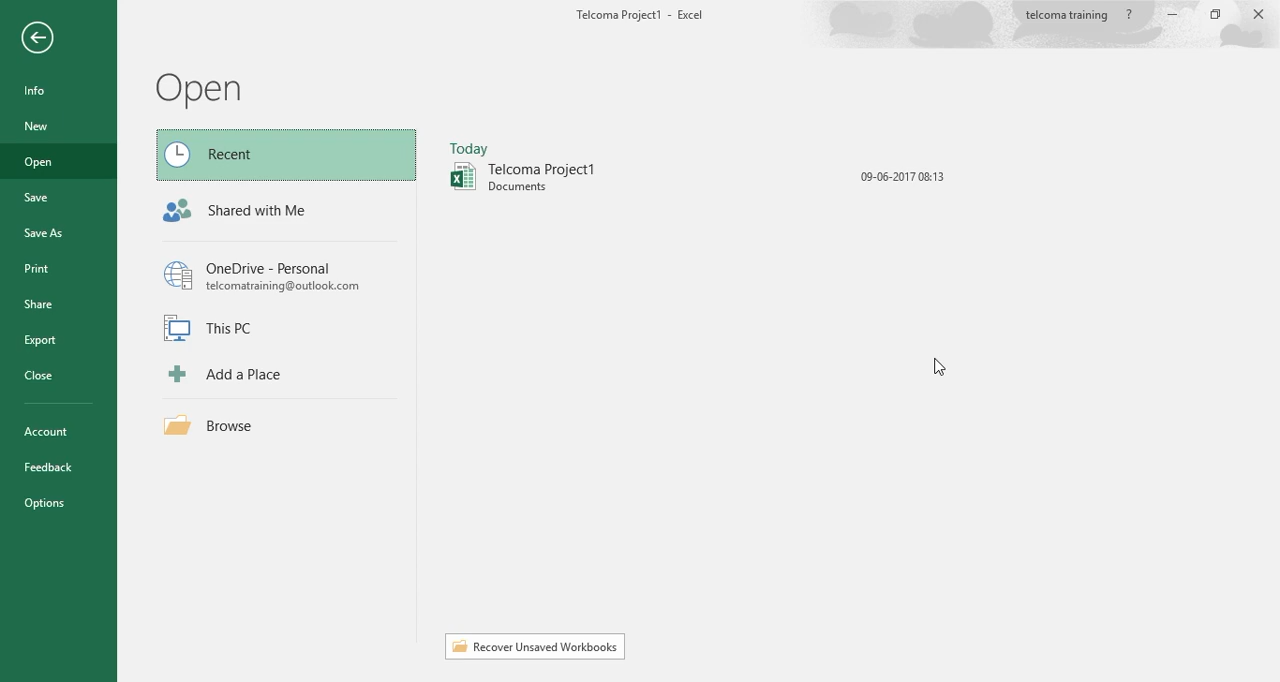 Telcoma Project1 - Excel
telcoma training ?
Info
New
Open
Save
Save As
Print
Share
Export
Close
Account
Feedback
Options
Open
Recent
Shared with Me
OneDrive - Personal
telcomatraining@outlook.com
This PC
Add a Place
Browse
Today
Telcoma Project1
Documents
09-06-2017 08:13
Recover Unsaved Workbooks